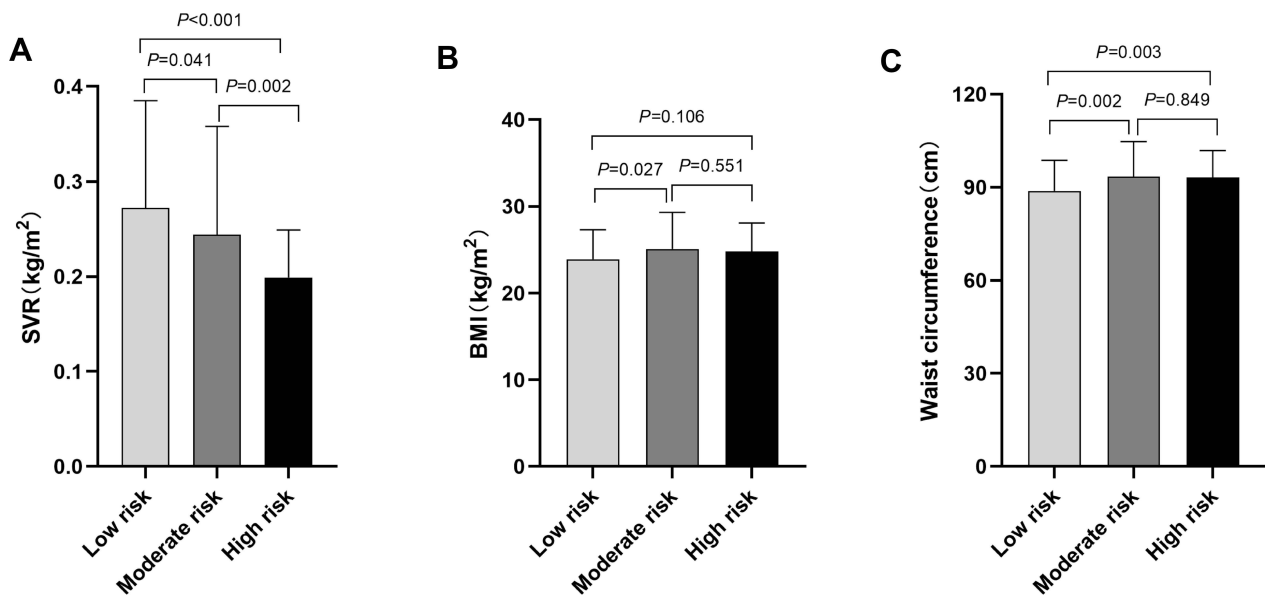 A
P<0.001
P=0.041
P=0.002
0.4
0.3
0.2
0.1
0.0
SVR(kg/m²)
Low risk
Moderate risk
High risk
B
P=0.106
P=0.027
P=0.551
40
30
20
10
0
BMI(kg/m²)
Low risk
Moderate risk
High risk
C
P=0.003
P=0.002
P=0.849
120
90
60
30
0
Waist circumference(cm)
Low risk
Moderate risk
High risk